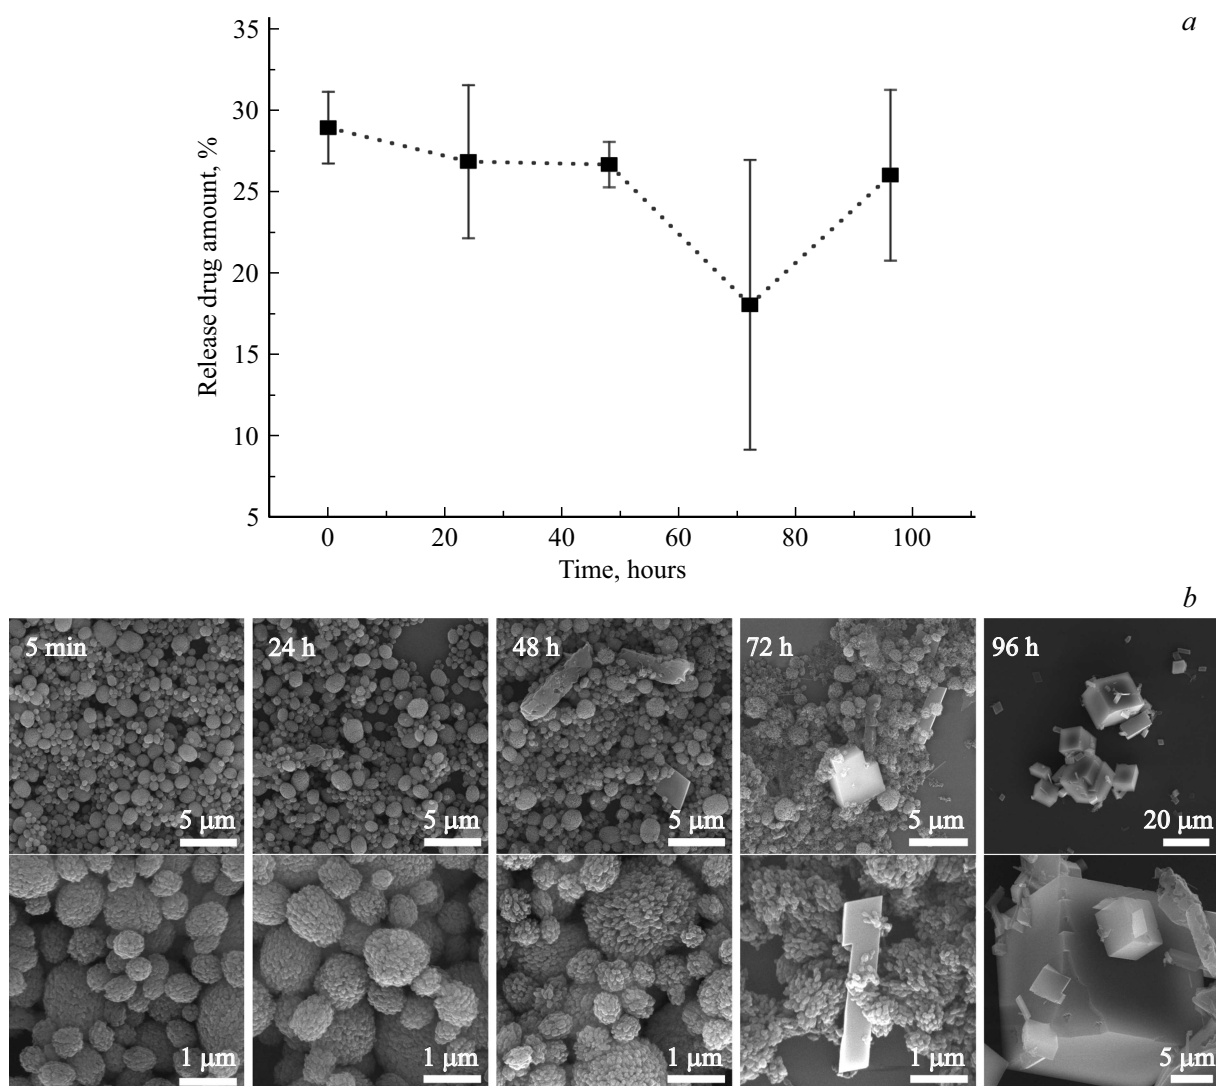 a
35
30
25
20
15
10
5
Release drug amount, %
0 20 40 60 80 100
Time, hours
b
5 min 24 h 48 h 72 h 96 h
5 μm 5 μm 5 μm 5 μm 20 μm
1 μm 1 μm 1 μm 1 μm 5 μm